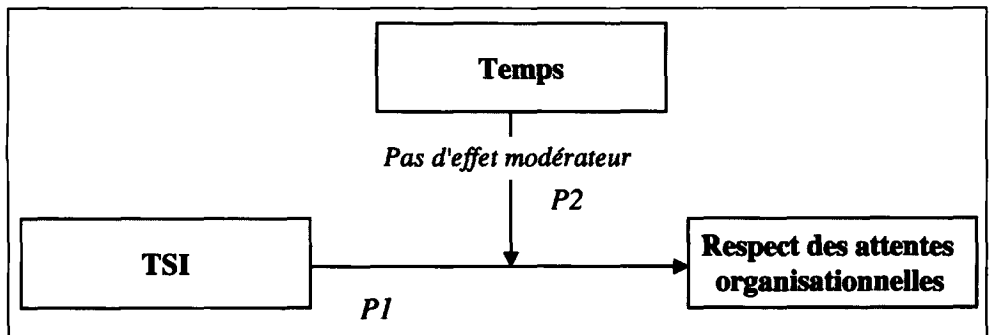 Temps
Pas d'effet modérateur
P2
TSI
Respect des attentes
organisationnelles
P1